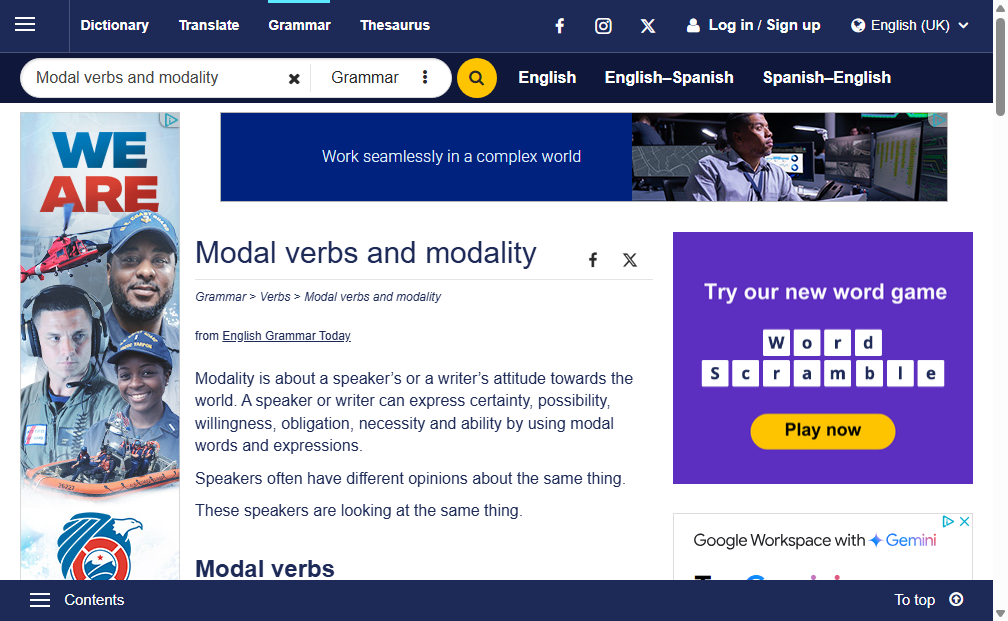 Dictionary Translate Grammar Thesaurus Log in / Sign up English (UK)
Modal verbs and modality Grammar English English–Spanish Spanish–English
WE
ARE
Work seamlessly in a complex world
Modal verbs and modality
Grammar > Verbs > Modal verbs and modality
from English Grammar Today
Modality is about a speaker’s or a writer’s attitude towards the
world. A speaker or writer can express certainty, possibility,
willingness, obligation, necessity and ability by using modal
words and expressions.
Speakers often have different opinions about the same thing.
These speakers are looking at the same thing.
Modal verbs
Try our new word game
Word
Scramble
Play now
Google Workspace with Gemini
Contents To top